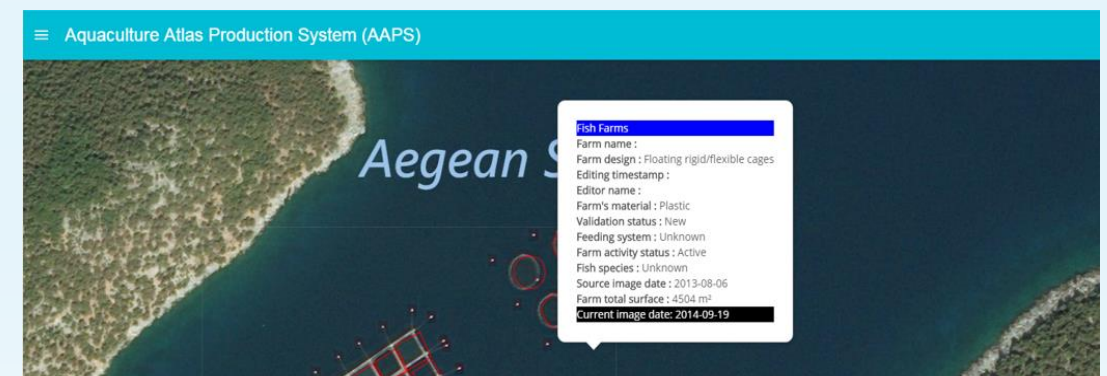 Aquaculture Atlas Production System (AAPS)
Aegean S
Fish Farms
Farm name :
Farm design : Floating rigid/flexible cages
Editing timestamp :
Editor name :
Farm's material : Plastic
Validation status : New
Feeding system : Unknown
Farm activity status : Active
Fish species : Unknown
Source image date : 2013-08-06
Farm total surface : 4504 m²
Current image date: 2014-09-19